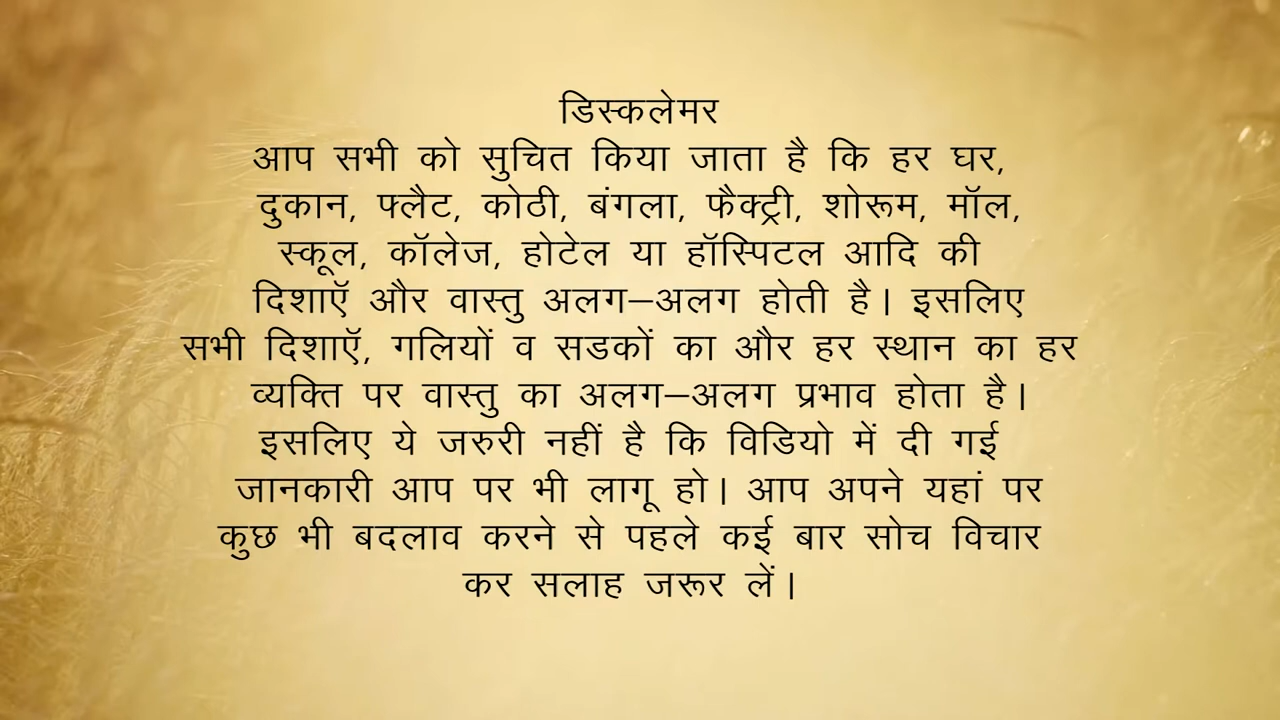 डिस्कलेमर
आप सभी को सुचित किया जाता है कि हर घर,
दुकान, फ्लैट, कोठी, बंगला, फैक्ट्री, शोरूम, मॉल,
स्कूल, कॉलेज, होटेल या हॉस्पिटल आदि की
दिशाऍ और वास्तु अलग–अलग होती है। इसलिए
सभी दिशाऍ, गलियों व सडकों का और हर स्थान का हर
व्यक्ति पर वास्तु का अलग–अलग प्रभाव होता है।
इसलिए ये जरुरी नहीं है कि विडियो में दी गई
जानकारी आप पर भी लागू हो। आप अपने यहां पर
कुछ भी बदलाव करने से पहले कई बार सोच विचार
कर सलाह जरूर लें।